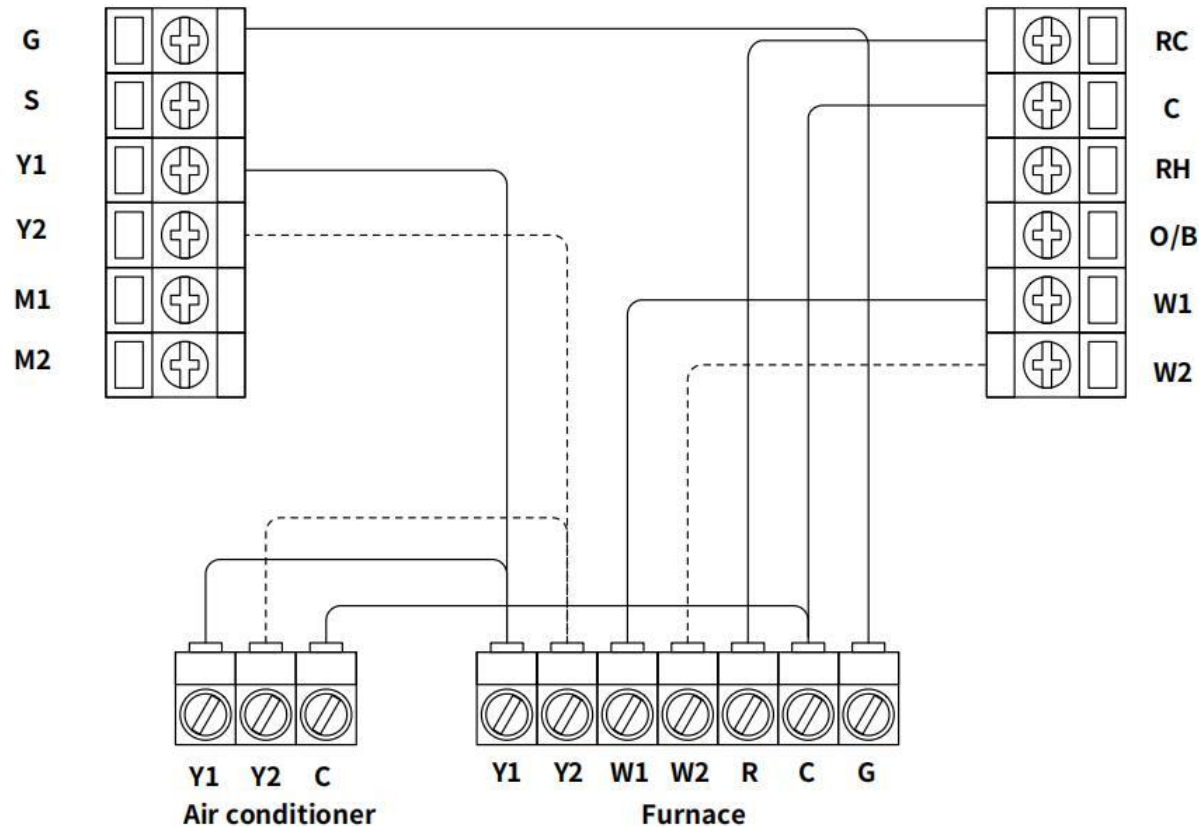 G
S
Y1
Y2
M1
M2
RC
C
RH
O/B
W1
W2
Y1 Y2 C
Air conditioner
Y1 Y2 W1 W2 R C G
Furnace